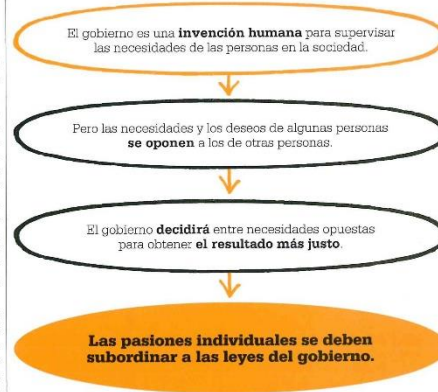 El gobierno es una invención humana para supervisar
las necesidades de las personas en la sociedad.
Pero las necesidades y los deseos de algunas personas
se oponen a los de otras personas.
El gobierno decidirá entre necesidades opuestas
para obtener el resultado más justo.
Las pasiones individuales se deben
subordinar a las leyes del gobierno.